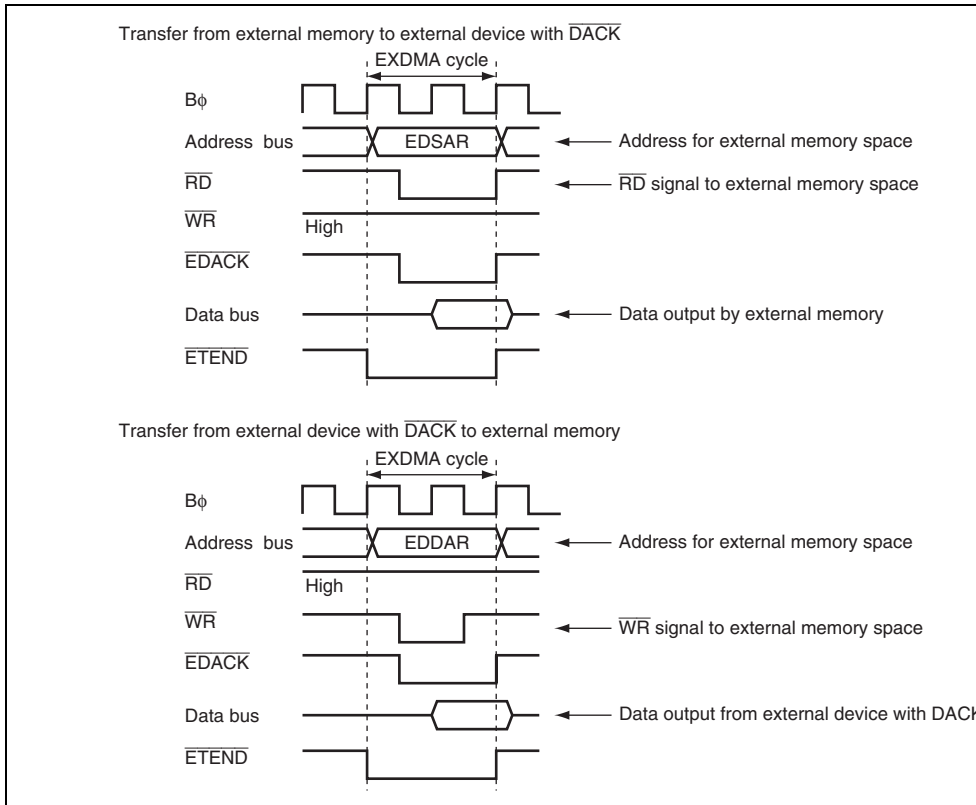 Transfer from external memory to external device with DACK
EXDMA cycle
Bϕ
Address bus EDSAR Address for external memory space
RD RD signal to external memory space
WR High
EDACK
Data bus Data output by external memory
ETEND
Transfer from external device with DACK to external memory
EXDMA cycle
Bϕ
Address bus EDDAR Address for external memory space
RD High
WR WR signal to external memory space
EDACK
Data bus Data output from external device with DACK
ETEND